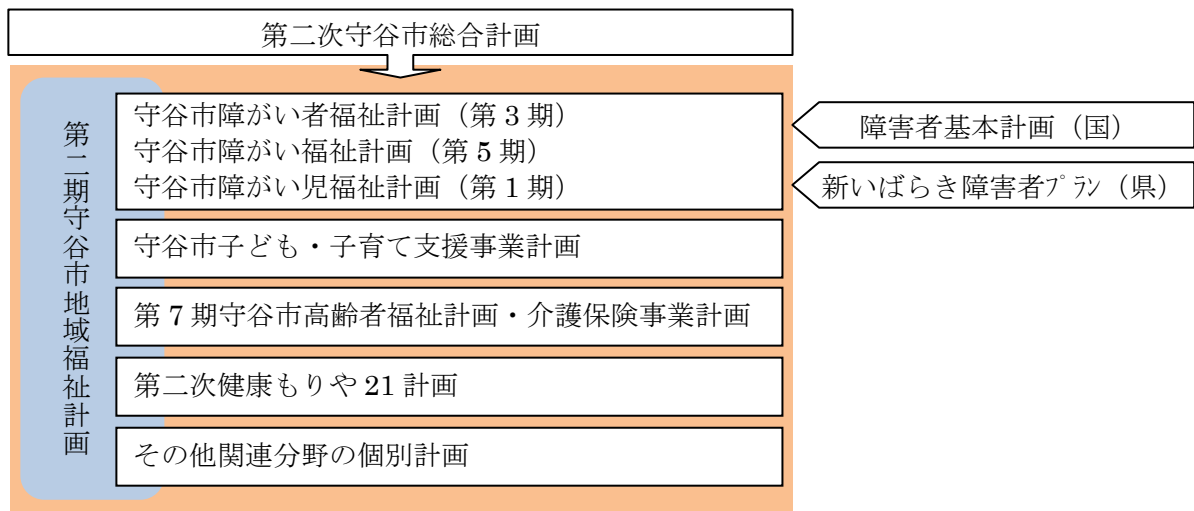 第二次守谷市総合計画
第二期守谷市地域福祉計画
守谷市障がい者福祉計画（第3期）
守谷市障がい福祉計画（第5期）
守谷市障がい児福祉計画（第1期）
障害者基本計画（国）
新いばらき障害者ﾌﾟﾗﾝ（県）
守谷市子ども・子育て支援事業計画
第7期守谷市高齢者福祉計画・介護保険事業計画
第二次健康もりや21計画
その他関連分野の個別計画